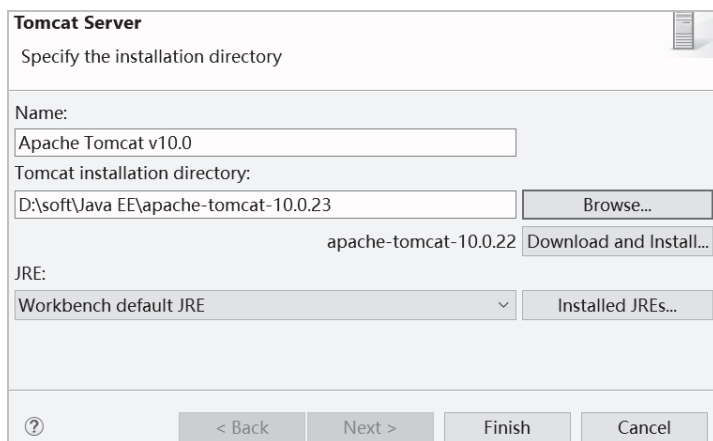 Tomcat Server
Specify the installation directory
Name:
Apache Tomcat v10.0
Tomcat installation directory:
D:\soft\Java EE\apache-tomcat-10.0.23 Browse...
apache-tomcat-10.0.22 Download and Install...
JRE:
Workbench default JRE Installed JREs...
? < Back Next > Finish Cancel